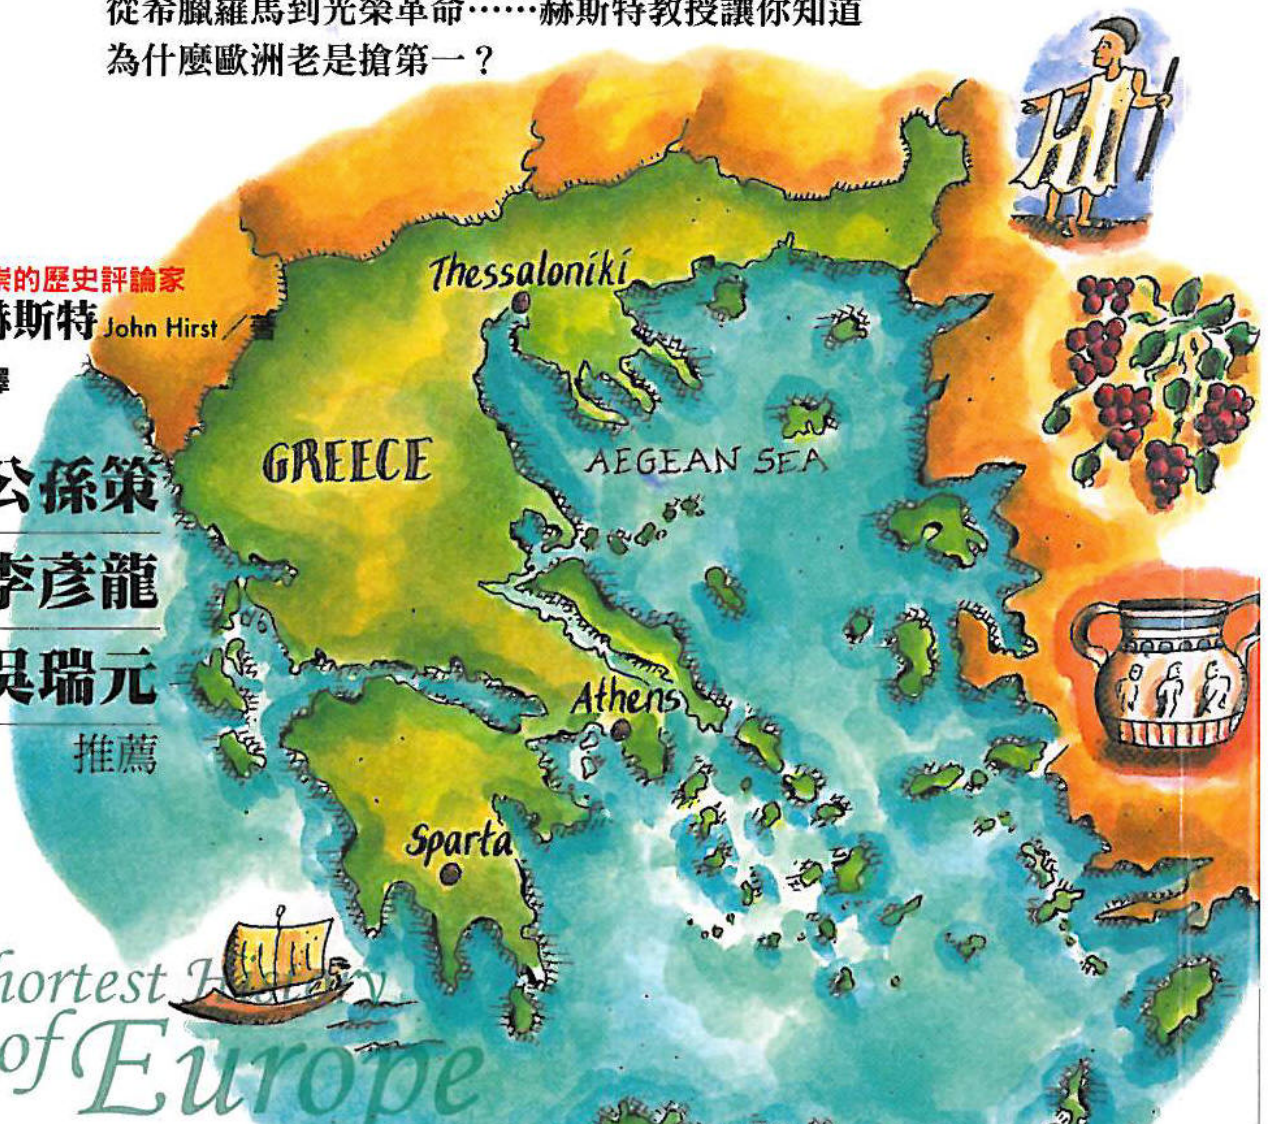 從希臘羅馬到光榮革命……赫斯特教授讓你知道
為什麼歐洲老是搶第一？
崇的歷史評論家
赫斯特 John Hirst／著
譯
公孫策
李彥龍
吳瑞元
推薦
Thessaloniki
GREECE
AEGEAN SEA
Athens
Sparta
hortest History
of Europe